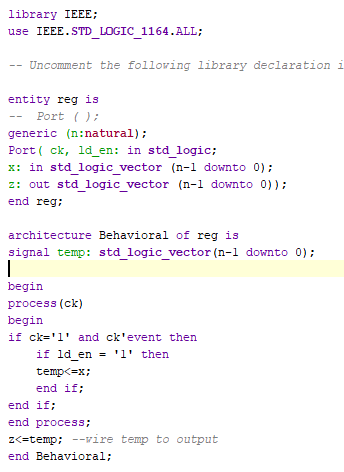 library IEEE;
use IEEE.STD_LOGIC_1164.ALL;
-- Uncomment the following library declaration i
entity reg is
-- Port ( );
generic (n:natural);
Port( ck, ld_en: in std_logic;
x: in std_logic_vector (n-1 downto 0);
z: out std_logic_vector (n-1 downto 0));
end reg;
architecture Behavioral of reg is
signal temp: std_logic_vector(n-1 downto 0);
begin
process(ck)
begin
if ck='1' and ck'event then
if ld_en = '1' then
temp<=x;
end if;
end if;
end process;
z<=temp; --wire temp to output
end Behavioral;